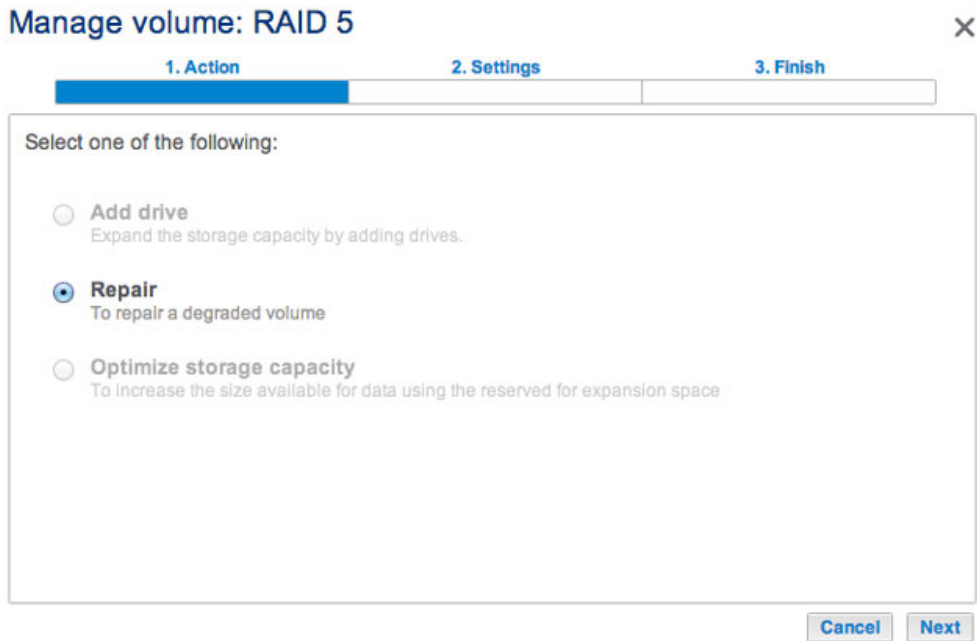 Manage volume: RAID 5
1. Action
2. Settings
3. Finish
Select one of the following:
Add drive
Expand the storage capacity by adding drives.
Repair
To repair a degraded volume
Optimize storage capacity
To increase the size available for data using the reserved for expansion space
Cancel
Next